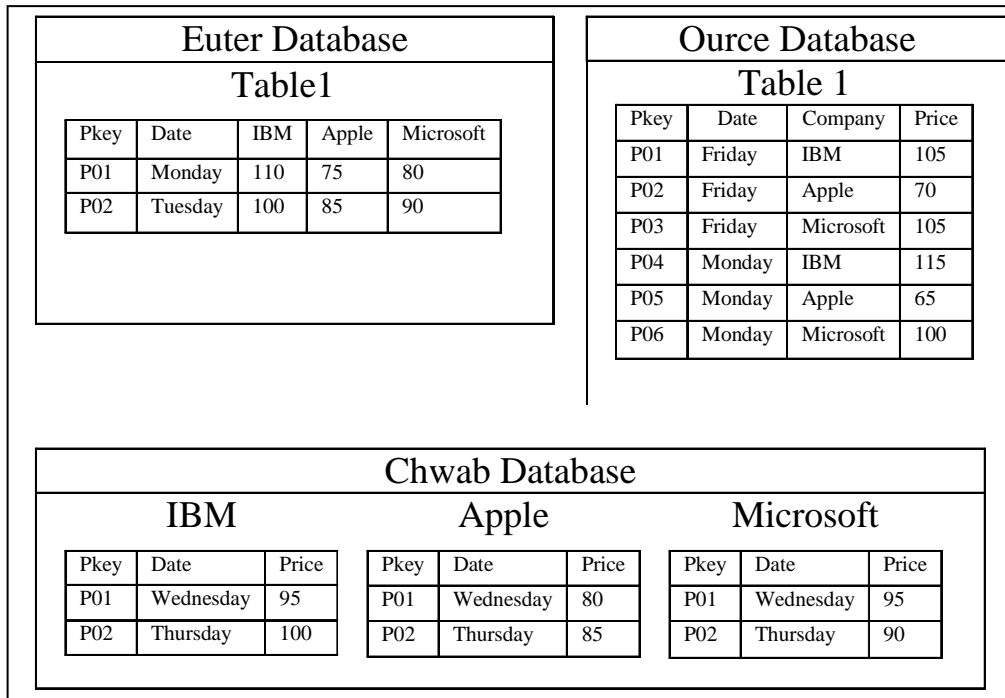 Euter Database
Table1
Pkey Date IBM Apple Microsoft
P01 Monday 110 75 80
P02 Tuesday 100 85 90
Ource Database
Table 1
Pkey Date Company Price
P01 Friday IBM 105
P02 Friday Apple 70
P03 Friday Microsoft 105
P04 Monday IBM 115
P05 Monday Apple 65
P06 Monday Microsoft 100
Chwab Database
IBM
Pkey Date Price
P01 Wednesday 95
P02 Thursday 100
Apple
Pkey Date Price
P01 Wednesday 80
P02 Thursday 85
Microsoft
Pkey Date Price
P01 Wednesday 95
P02 Thursday 90